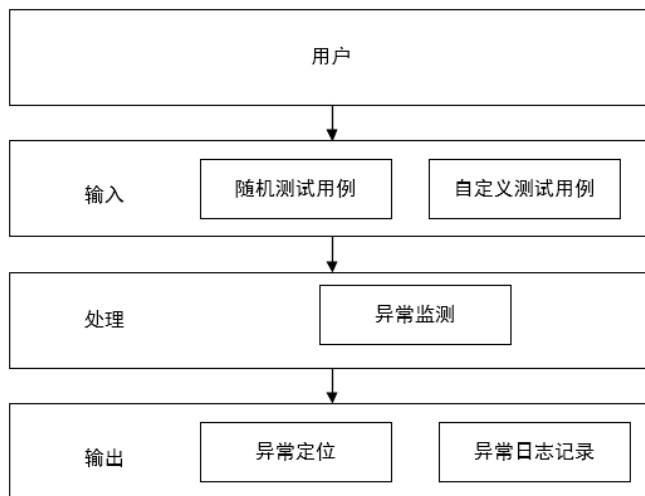 用户
输入
随机测试用例
自定义测试用例
处理
异常监测
输出
异常定位
异常日志记录